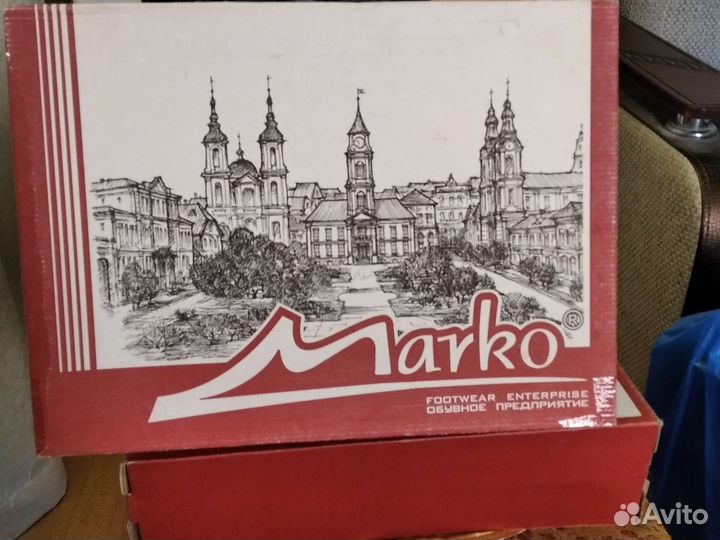 Marko®
FOOTWEAR ENTERPRISE
ОБУВНОЕ ПРЕДПРИЯТИЕ
Avito